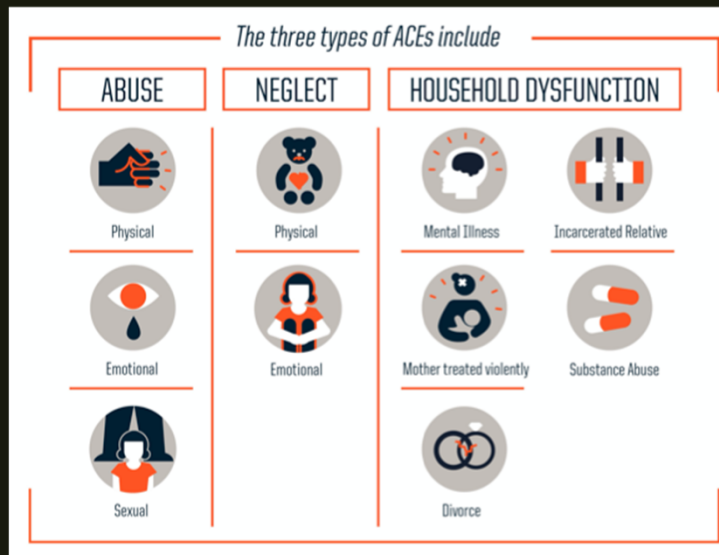 The three types of ACEs include
ABUSE
NEGLECT
HOUSEHOLD DYSFUNCTION
Physical
Physical
Mental Illness
Incarcerated Relative
Emotional
Emotional
Mother treated violently
Substance Abuse
Sexual
Divorce